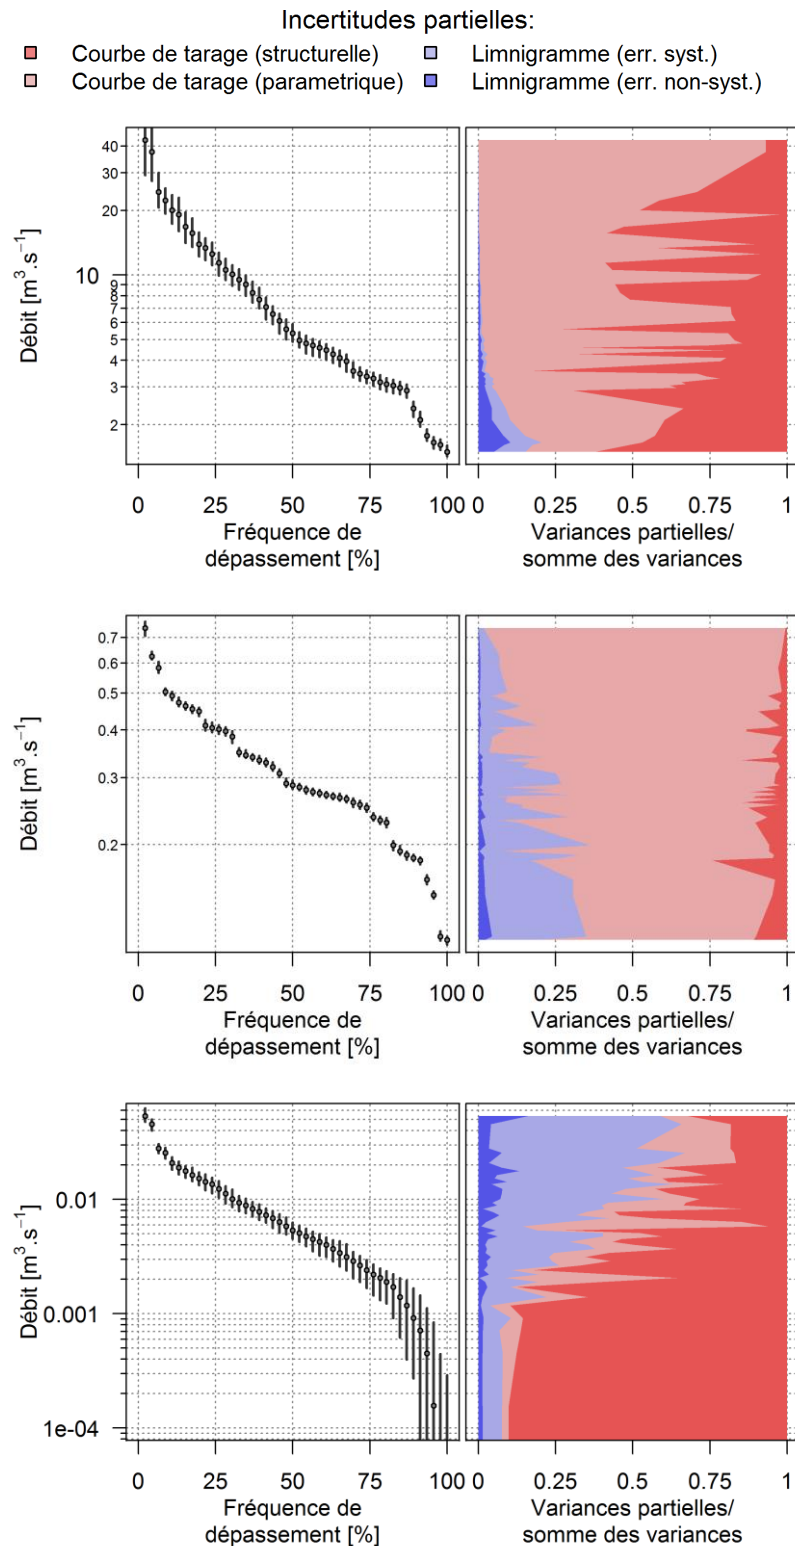 Incertitudes partielles:
Courbe de tarage (structurelle) Limnigramme (err. syst.)
Courbe de tarage (parametrique) Limnigramme (err. non-syst.)
40
30
20
10
9
8
7
6
5
4
3
2
Débit [m³.s⁻¹]
0 25 50 75 100 0 0.25 0.5 0.75 1
Fréquence de Variances partielles/
dépassement [%] somme des variances
0.7
0.6
0.5
0.4
0.3
0.2
Débit [m³.s⁻¹]
0 25 50 75 100 0 0.25 0.5 0.75 1
Fréquence de Variances partielles/
dépassement [%] somme des variances
0.01
0.001
1e-04
Débit [m³.s⁻¹]
0 25 50 75 100 0 0.25 0.5 0.75 1
Fréquence de Variances partielles/
dépassement [%] somme des variances